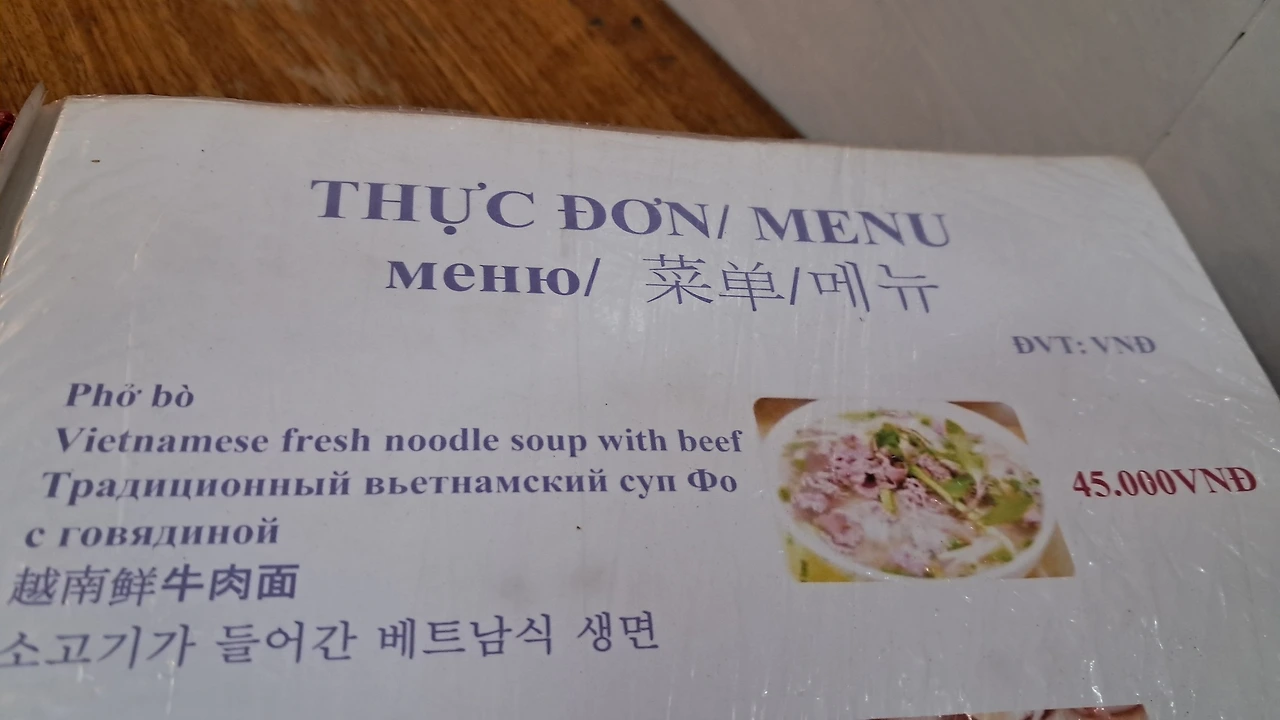 THỰC ĐƠN/ MENU
меню/ 菜单/메뉴
ĐVT: VNĐ
Phở bò
Vietnamese fresh noodle soup with beef
Традиционный вьетнамский суп Фо
с говядиной
越南鲜牛肉面
소고기가 들어간 베트남식 생면
45.000VNĐ